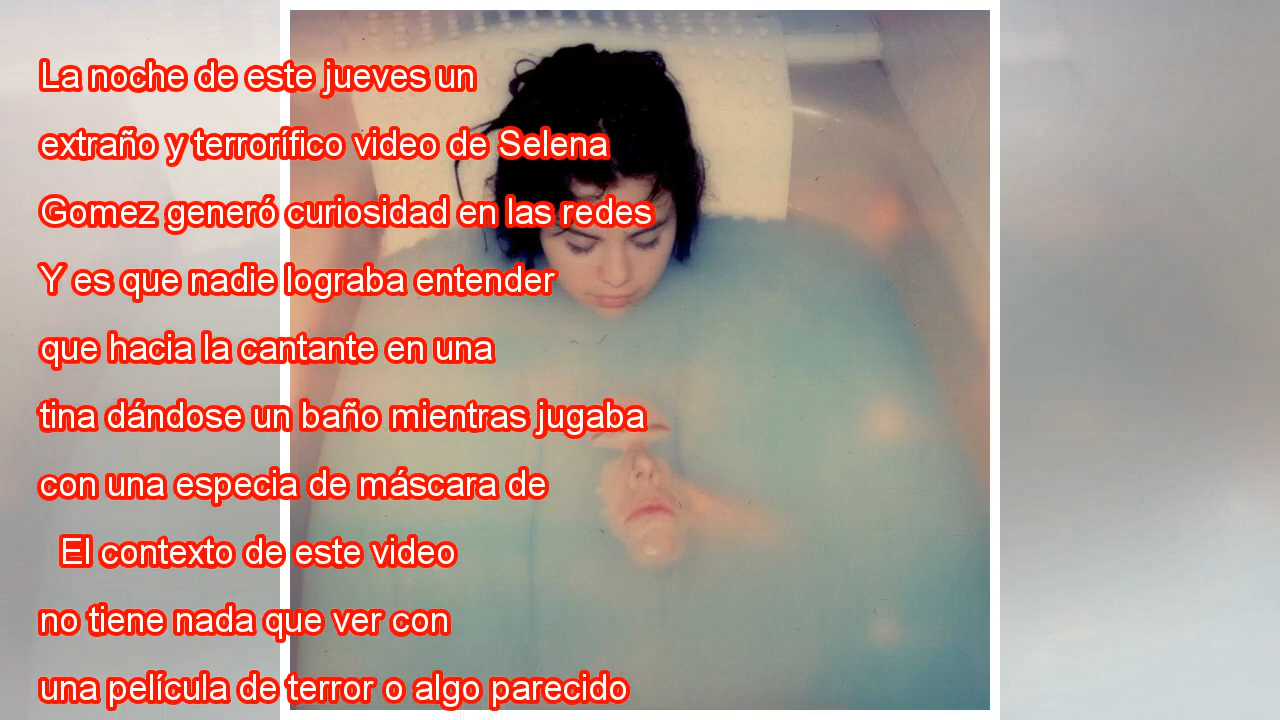 La noche de este jueves un
extraño y terrorífico video de Selena
Gomez generó curiosidad en las redes
Y es que nadie lograba entender
que hacia la cantante en una
tina dándose un baño mientras jugaba
con una especia de máscara de
El contexto de este video
no tiene nada que ver con
una película de terror o algo parecido